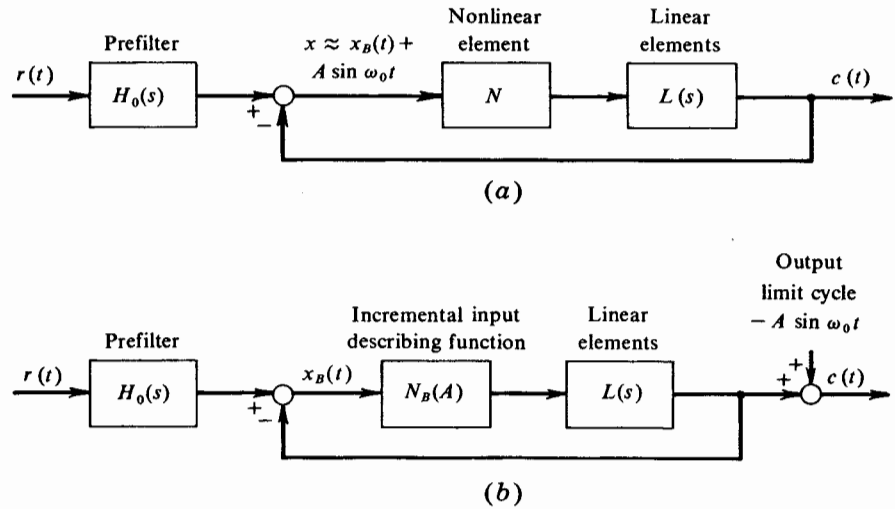 Prefilter
x ≈ x_B(t) +
A sin ω₀t
Nonlinear
element
Linear
elements
r(t)
H₀(s)
+
−
N
L(s)
c(t)
(a)
Output
limit cycle
− A sin ω₀t
Prefilter
Incremental input
describing function
Linear
elements
r(t)
H₀(s)
+
−
x_B(t)
N_B(A)
L(s)
+
+
c(t)
(b)